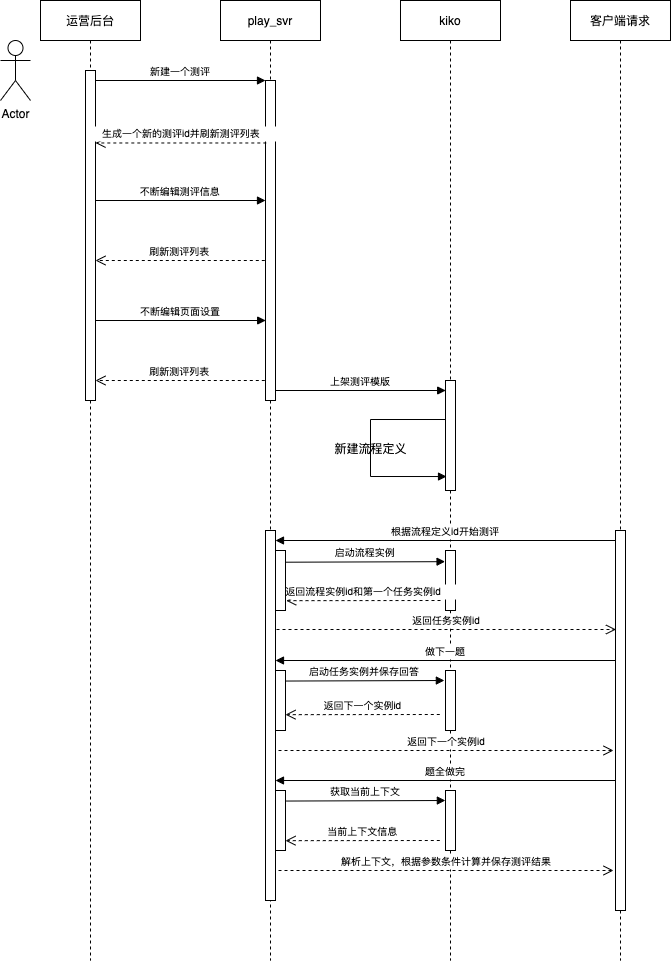 运营后台
play_svr
kiko
客户端请求
Actor
新建一个测评
生成一个新的测评id并刷新测评列表
不断编辑测评信息
刷新测评列表
不断编辑页面设置
刷新测评列表
上架测评模版
新建流程定义
根据流程定义id开始测评
启动流程实例
返回流程实例id和第一个任务实例id
返回任务实例id
做下一题
启动任务实例并保存回答
返回下一个实例id
返回下一个实例id
题全做完
获取当前上下文
当前上下文信息
解析上下文，根据参数条件计算并保存测评结果